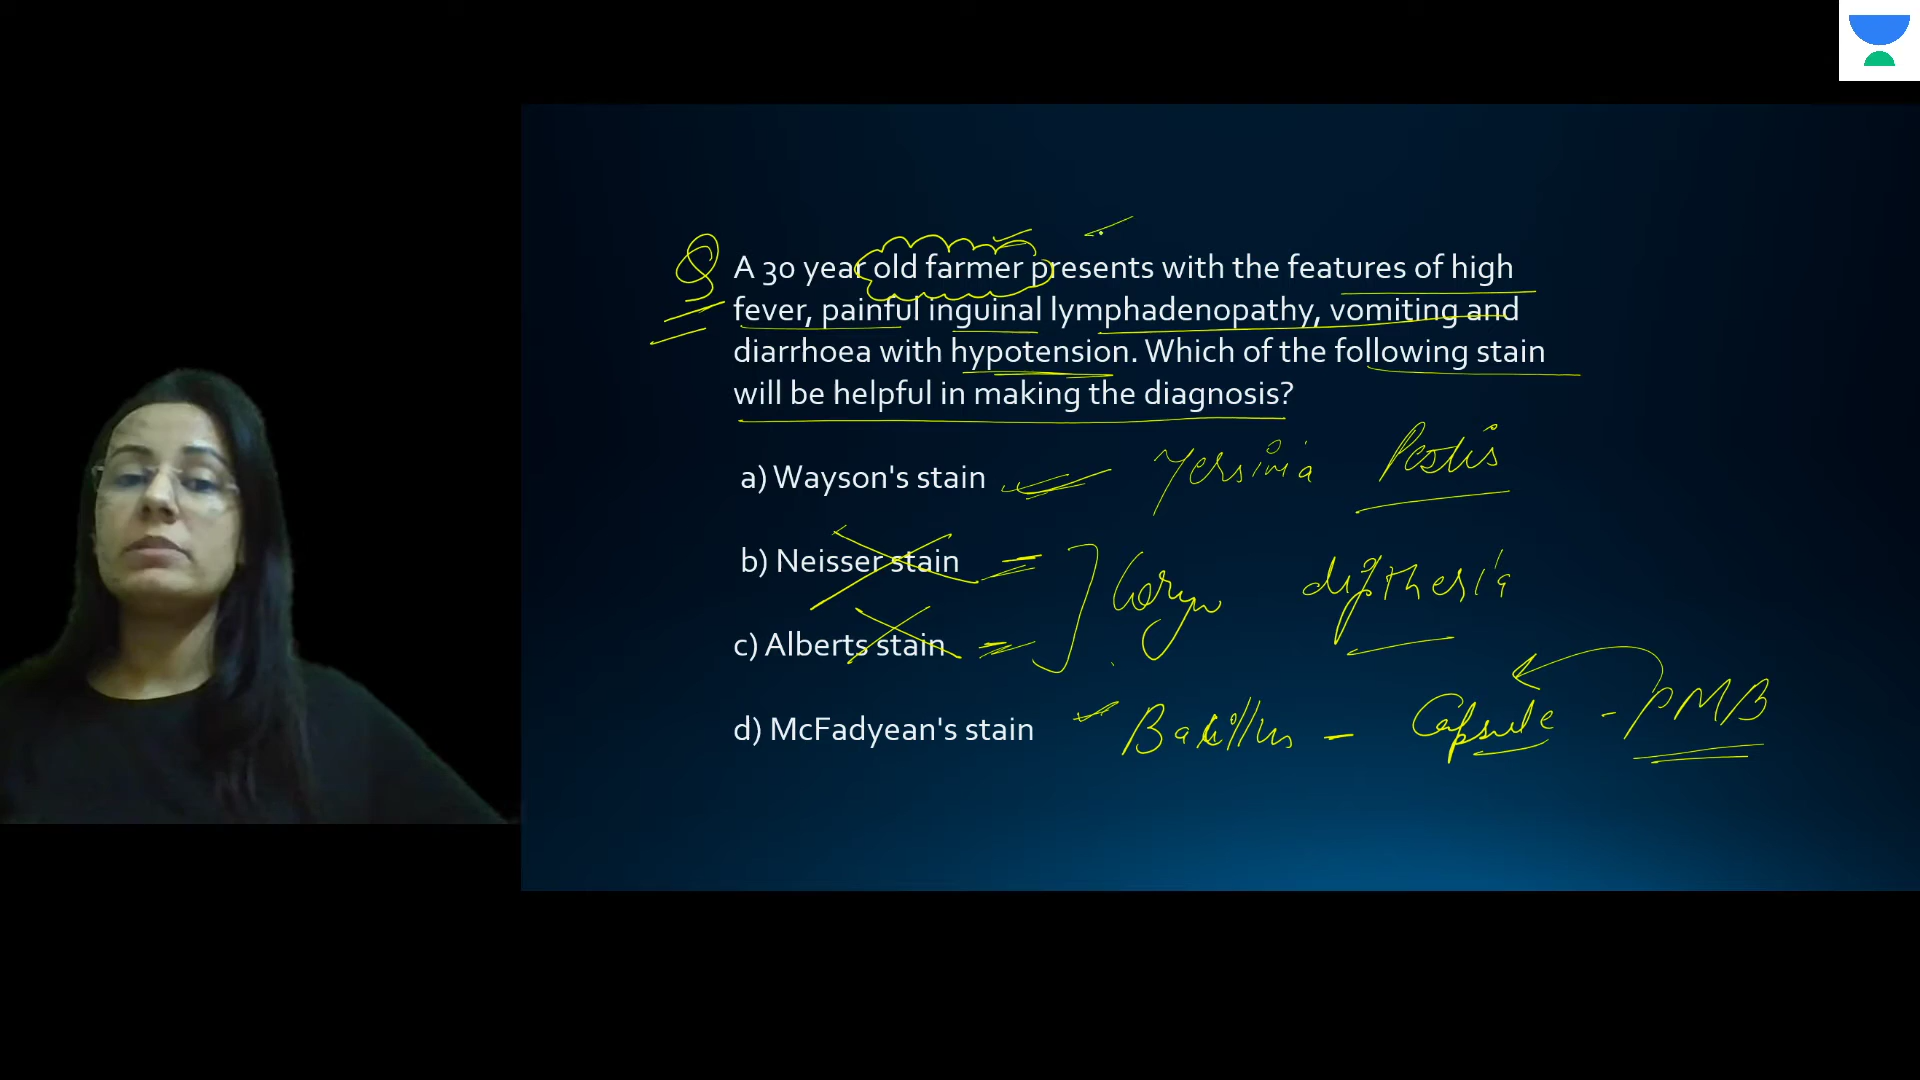 Q A 30 year old farmer presents with the features of high
fever, painful inguinal lymphadenopathy, vomiting and
diarrhoea with hypotension. Which of the following stain
will be helpful in making the diagnosis?
a) Wayson's stain Yersinia Pestis
b) Neisser stain
Coryn diptheria
c) Alberts stain
d) McFadyean's stain Bacillus - Capsule - PMB